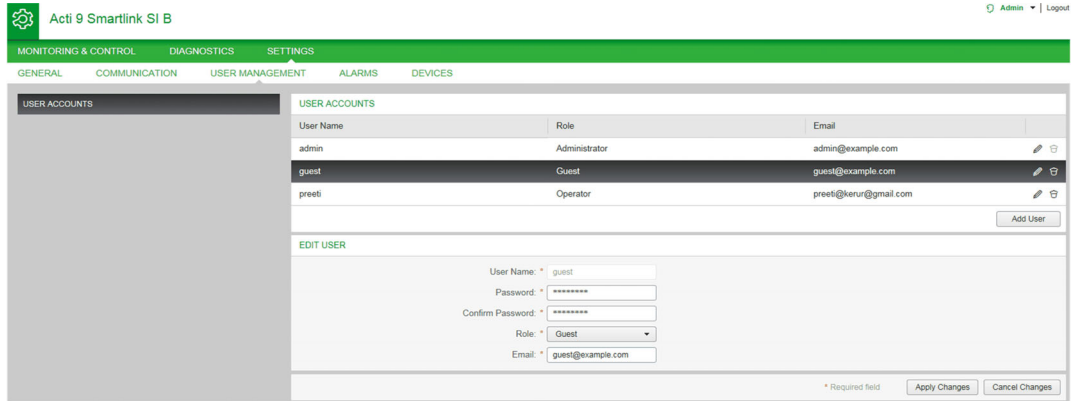 Admin Logout
Acti 9 Smartlink SI B
MONITORING & CONTROL DIAGNOSTICS SETTINGS
GENERAL COMMUNICATION USER MANAGEMENT ALARMS DEVICES
USER ACCOUNTS
USER ACCOUNTS
User Name Role Email
admin Administrator admin@example.com
guest Guest guest@example.com
preeti Operator preeti@kerur@gmail.com
Add User
EDIT USER
User Name: * guest
Password: * ********
Confirm Password: * ********
Role: * Guest
Email: * guest@example.com
* Required field Apply Changes Cancel Changes